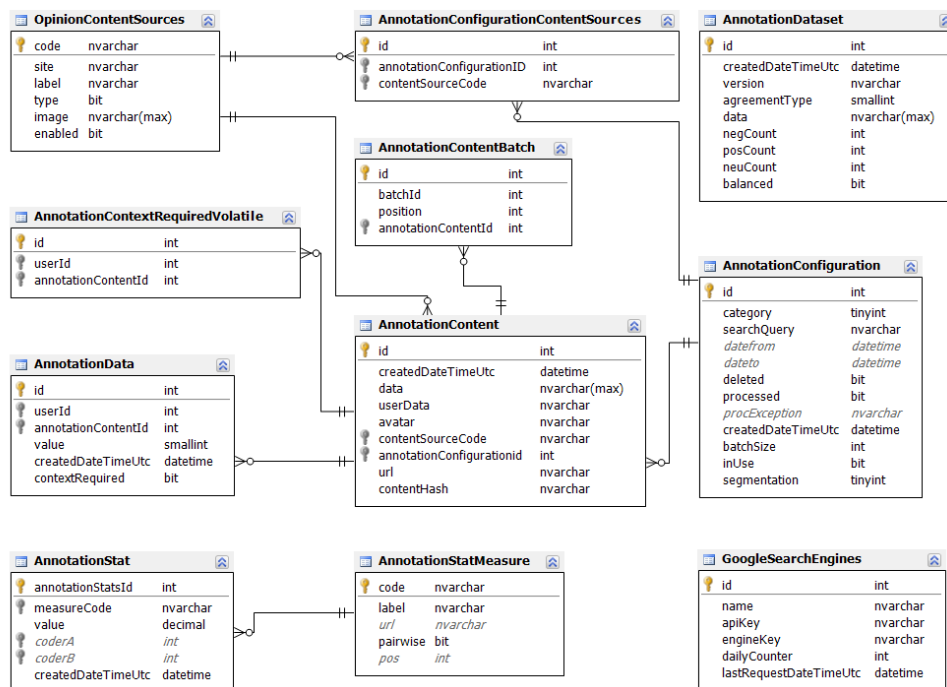 OpinionContentSources
code nvarchar
site nvarchar
label nvarchar
type bit
image nvarchar(max)
enabled bit
AnnotationConfigurationContentSources
id int
annotationConfigurationID int
contentSourceCode nvarchar
AnnotationDataset
id int
createdDateTimeUtc datetime
version nvarchar
agreementType smallint
data nvarchar(max)
negCount int
posCount int
neuCount int
balanced bit
AnnotationContentBatch
id int
batchId int
position int
annotationContentId int
AnnotationContextRequiredVolatile
id int
userId int
annotationContentId int
AnnotationConfiguration
id int
category tinyint
searchQuery nvarchar
datefrom datetime
dateto datetime
deleted bit
processed bit
procException nvarchar
createdDateTimeUtc datetime
batchSize int
inUse bit
segmentation tinyint
AnnotationContent
id int
createdDateTimeUtc datetime
data nvarchar(max)
userData nvarchar
avatar nvarchar
contentSourceCode nvarchar
annotationConfigurationid int
url nvarchar
contentHash nvarchar
AnnotationData
id int
userId int
annotationContentId int
value smallint
createdDateTimeUtc datetime
contextRequired bit
AnnotationStat
annotationStatsId int
measureCode nvarchar
value decimal
coderA int
coderB int
createdDateTimeUtc datetime
AnnotationStatMeasure
code nvarchar
label nvarchar
url nvarchar
pairwise bit
pos int
GoogleSearchEngines
id int
name nvarchar
apiKey nvarchar
engineKey nvarchar
dailyCounter int
lastRequestDateTimeUtc datetime